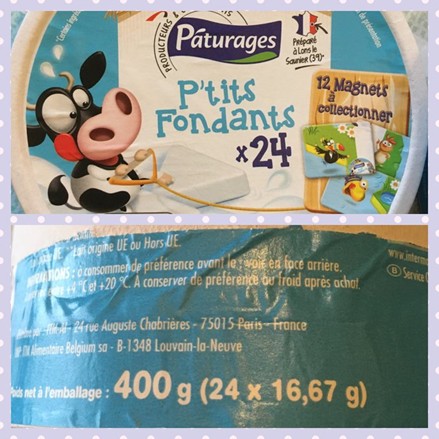 PRODUCTEURS &
Pâturages
Préparé
à Lons le
Saunier (39)*
P'tits
Fondants
x24
12 Magnets
à
collectionner
origine UE ou Hors UE.
à consommer de préférence avant le : voir en face arrière.
+4°C et +20°C. À conserver de préférence au froid après achat.
www.interm
Service C
24 rue Auguste Chabrières - 75015 Paris - France
Alimentaire Belgium sa - B-1348 Louvain-la-Neuve
Poids net à l'emballage : 400 g (24 x 16,67 g)